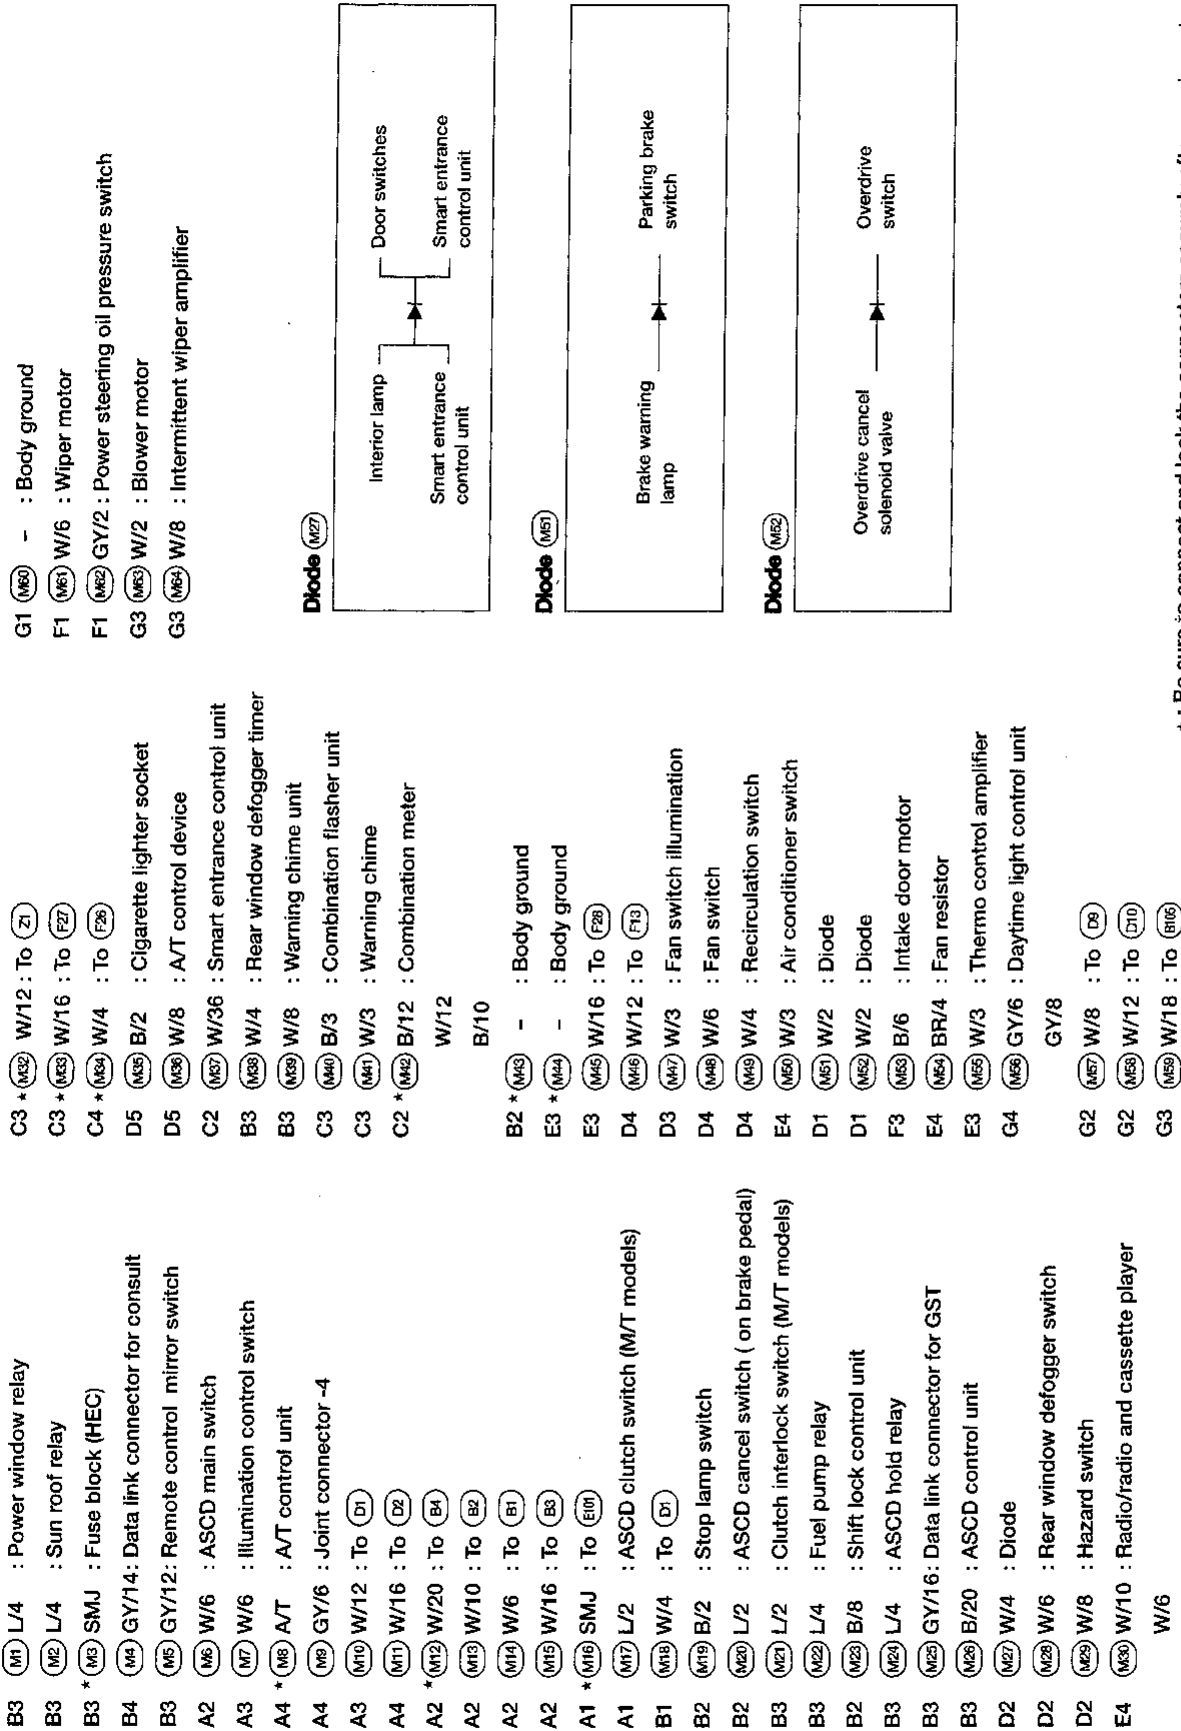 B3 M1 L/4 : Power window relay
B3 M2 L/4 : Sun roof relay
B3 * M3 SMJ : Fuse block (HEC)
B4 M4 GY/14: Data link connector for consult
B3 M5 GY/12: Remote control mirror switch
A2 M6 W/6 : ASCD main switch
A3 M7 W/6 : Illumination control switch
A4 * M8 A/T : A/T control unit
A4 M9 GY/6 : Joint connector -4
A3 M10 W/12 : To D1
A4 M11 W/16 : To D2
A2 * M12 W/20 : To B4
A2 M13 W/10 : To B2
A2 M14 W/6 : To B1
A2 M15 W/16 : To B3
A1 * M16 SMJ : To E101
A1 M17 L/2 : ASCD clutch switch (M/T models)
B1 M18 W/4 : To D1
B2 M19 B/2 : Stop lamp switch
B2 M20 L/2 : ASCD cancel switch ( on brake pedal)
B3 M21 L/2 : Clutch interlock switch (M/T models)
B3 M22 L/4 : Fuel pump relay
B2 M23 B/8 : Shift lock control unit
B3 M24 L/4 : ASCD hold relay
B3 M25 GY/16: Data link connector for GST
B3 M26 B/20 : ASCD control unit
D2 M27 W/4 : Diode
D2 M28 W/6 : Rear window defogger switch
D2 M29 W/8 : Hazard switch
E4 M30 W/10 : Radio/radio and cassette player
W/6
C3 * M32 W/12 : To Z1
C3 * M33 W/16 : To F27
C4 * M34 W/4 : To F26
D5 M35 B/2 : Cigarette lighter socket
D5 M36 W/8 : A/T control device
C2 M37 W/36 : Smart entrance control unit
B3 M38 W/4 : Rear window defogger timer
B3 M39 W/8 : Warning chime unit
C3 M40 B/3 : Combination flasher unit
C3 M41 W/3 : Warning chime
C2 * M42 B/12 : Combination meter
W/12
B/10
B2 * M43 – : Body ground
E3 * M44 – : Body ground
E3 M45 W/16 : To F28
D4 M46 W/12 : To F13
D3 M47 W/3 : Fan switch illumination
D4 M48 W/6 : Fan switch
D4 M49 W/4 : Recirculation switch
E4 M50 W/3 : Air conditioner switch
D1 M51 W/2 : Diode
D1 M52 W/2 : Diode
F3 M53 B/6 : Intake door motor
E4 M54 BR/4 : Fan resistor
E3 M55 W/3 : Thermo control amplifier
G4 M56 GY/6 : Daytime light control unit
GY/8
G2 M57 W/8 : To D9
G2 M58 W/12 : To D10
G3 M59 W/18 : To B105
G1 M60 – : Body ground
F1 M61 W/6 : Wiper motor
F1 M62 GY/2 : Power steering oil pressure switch
G3 M63 W/2 : Blower motor
G3 M64 W/8 : Intermittent wiper amplifier
Diode M27
Interior lamp
Door switches
Smart entrance
control unit
Smart entrance
control unit
Diode M51
Brake warning
lamp
Parking brake
switch
Diode M52
Overdrive cancel
solenoid valve
Overdrive
switch